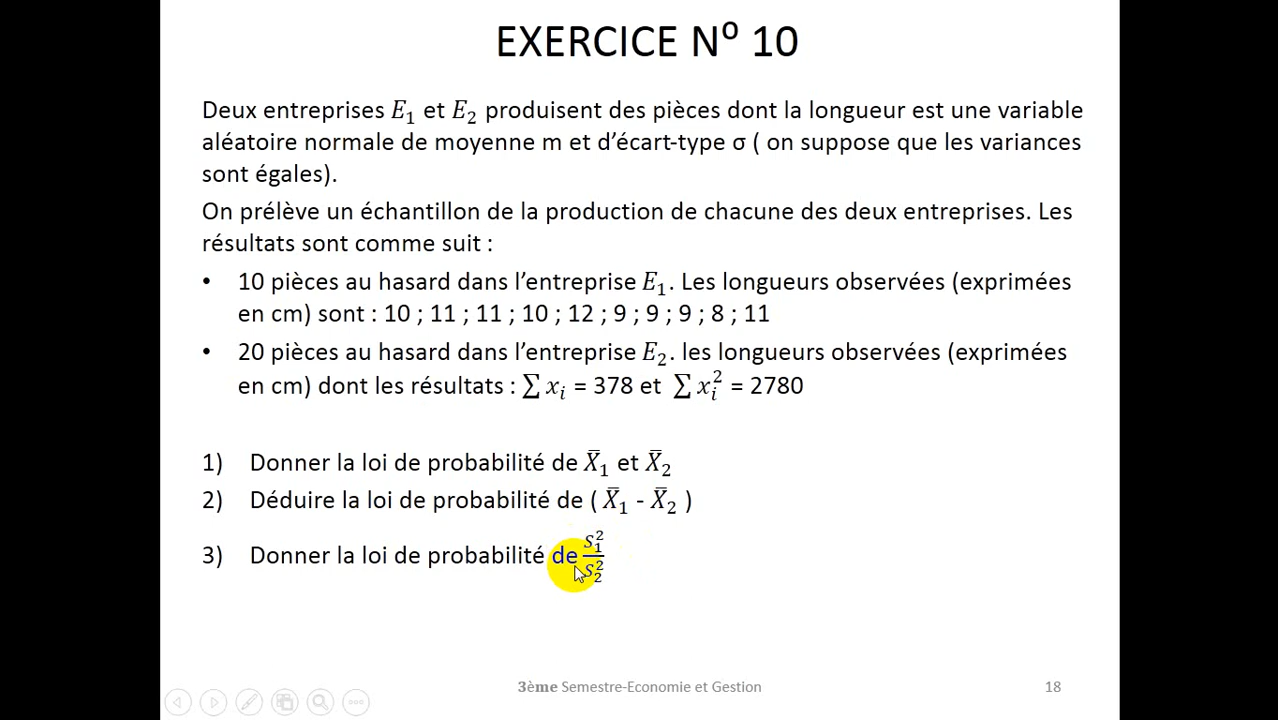 EXERCICE N⁰ 10
Deux entreprises E₁ et E₂ produisent des pièces dont la longueur est une variable
aléatoire normale de moyenne m et d’écart-type σ ( on suppose que les variances
sont égales).
On prélève un échantillon de la production de chacune des deux entreprises. Les
résultats sont comme suit :
• 10 pièces au hasard dans l’entreprise E₁. Les longueurs observées (exprimées
en cm) sont : 10 ; 11 ; 11 ; 10 ; 12 ; 9 ; 9 ; 9 ; 8 ; 11
• 20 pièces au hasard dans l’entreprise E₂. les longueurs observées (exprimées
en cm) dont les résultats : ∑ xᵢ = 378 et ∑ xᵢ² = 2780
1) Donner la loi de probabilité de X̄₁ et X̄₂
2) Déduire la loi de probabilité de ( X̄₁ - X̄₂ )
3) Donner la loi de probabilité de S₁²/S₂²
3ème Semestre-Economie et Gestion 18